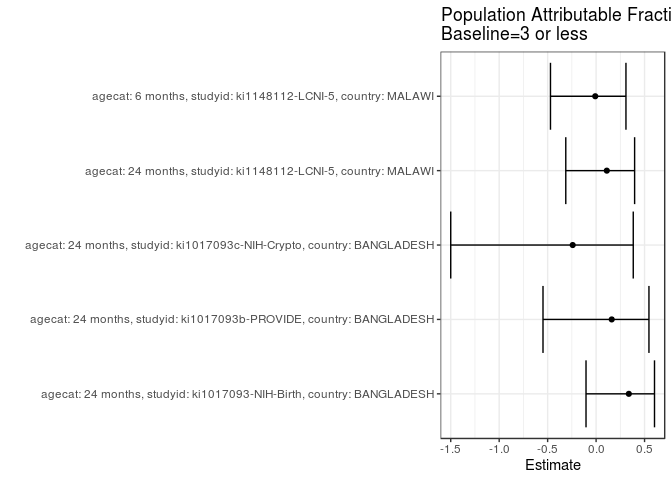 Population Attributable Fracti
Baseline=3 or less
agecat: 6 months, studyid: ki1148112-LCNI-5, country: MALAWI
agecat: 24 months, studyid: ki1148112-LCNI-5, country: MALAWI
agecat: 24 months, studyid: ki1017093c-NIH-Crypto, country: BANGLADESH
agecat: 24 months, studyid: ki1017093b-PROVIDE, country: BANGLADESH
agecat: 24 months, studyid: ki1017093-NIH-Birth, country: BANGLADESH
-1.5 -1.0 -0.5 0.0 0.5
Estimate